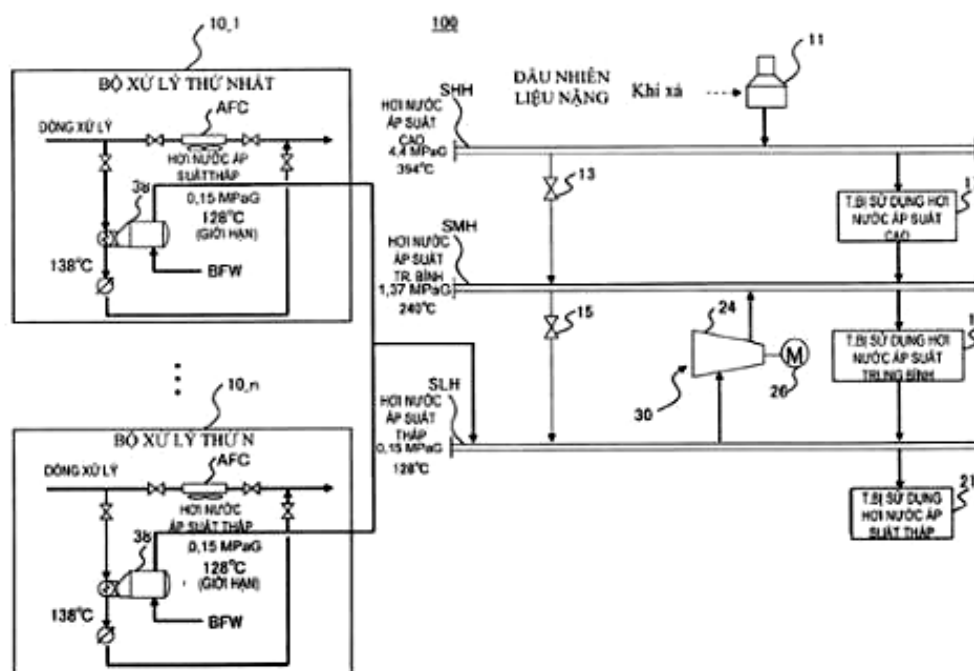 100
10_1
BỘ XỬ LÝ THỨ NHẤT
AFC
DÒNG XỬ LÝ
HƠI NƯỚC ÁP
SUẤT THẤP
38
0,15 MPaG
128°C
(GIỚI HẠN)
138°C
BFW
10_n
BỘ XỬ LÝ THỨ N
AFC
DÒNG XỬ LÝ
HƠI NƯỚC
ÁP SUẤT THẤP
38
0,15 MPaG
128°C
(GIỚI HẠN)
138°C
BFW
11
DẦU NHIÊN
LIỆU NẶNG
Khí xả
SHH
HƠI NƯỚC
ÁP SUẤT
CAO
4,4 MPaG
394°C
13
T.BỊ SỬ DỤNG HƠI
NƯỚC ÁP SUẤT
CAO
SMH
HƠI NƯỚC
ÁP SUẤT
TR. BÌNH
1,37 MPaG
240°C
15
24
M
26
30
T.BỊ SỬ DỤNG HƠI
NƯỚC ÁP SUẤT
TRUNG BÌNH
SLH
HƠI NƯỚC
ÁP SUẤT
THẤP
0,15 MPaG
128°C
21
T.BỊ SỬ DỤNG
HƠI NƯỚC ÁP
SUẤT THẤP